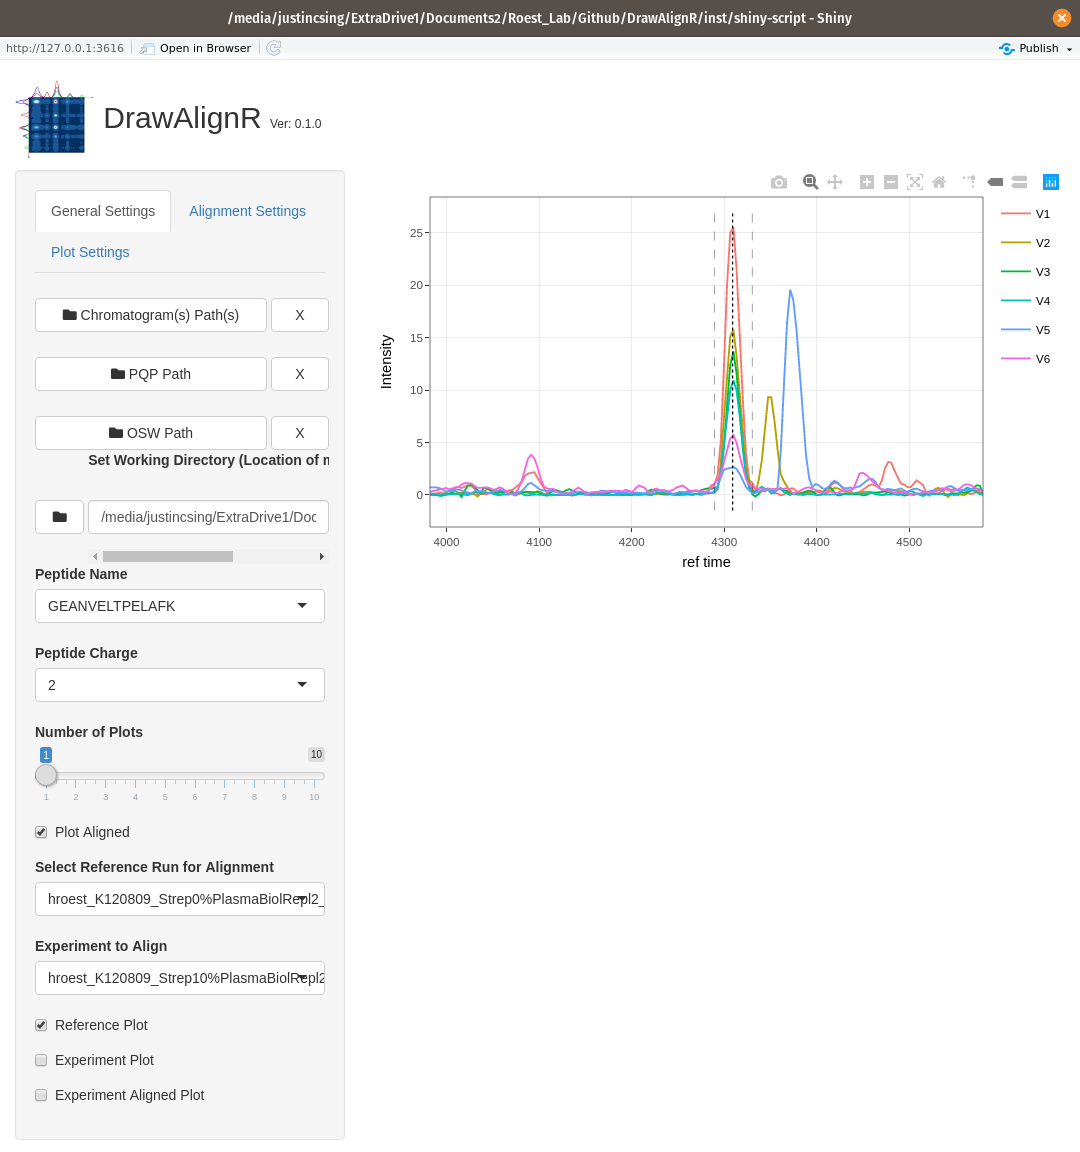 /media/justincsing/ExtraDrive1/Documents2/Roest_Lab/Github/DrawAlignR/inst/shiny-script - Shiny
http://127.0.0.1:3616 Open in Browser Publish
DrawAlignR Ver: 0.1.0
General Settings Alignment Settings
Plot Settings
Chromatogram(s) Path(s) X
PQP Path X
OSW Path X
Set Working Directory (Location of m
/media/justincsing/ExtraDrive1/Doc
Peptide Name
GEANVELTPELAFK
Peptide Charge
2
Number of Plots
1 10
1 2 3 4 5 6 7 8 9 10
Plot Aligned
Select Reference Run for Alignment
hroest_K120809_Strep0%PlasmaBiolRepl2_
Experiment to Align
hroest_K120809_Strep10%PlasmaBiolRepl2
Reference Plot
Experiment Plot
Experiment Aligned Plot
Intensity
25
20
15
10
5
0
4000 4100 4200 4300 4400 4500
ref time
V1
V2
V3
V4
V5
V6